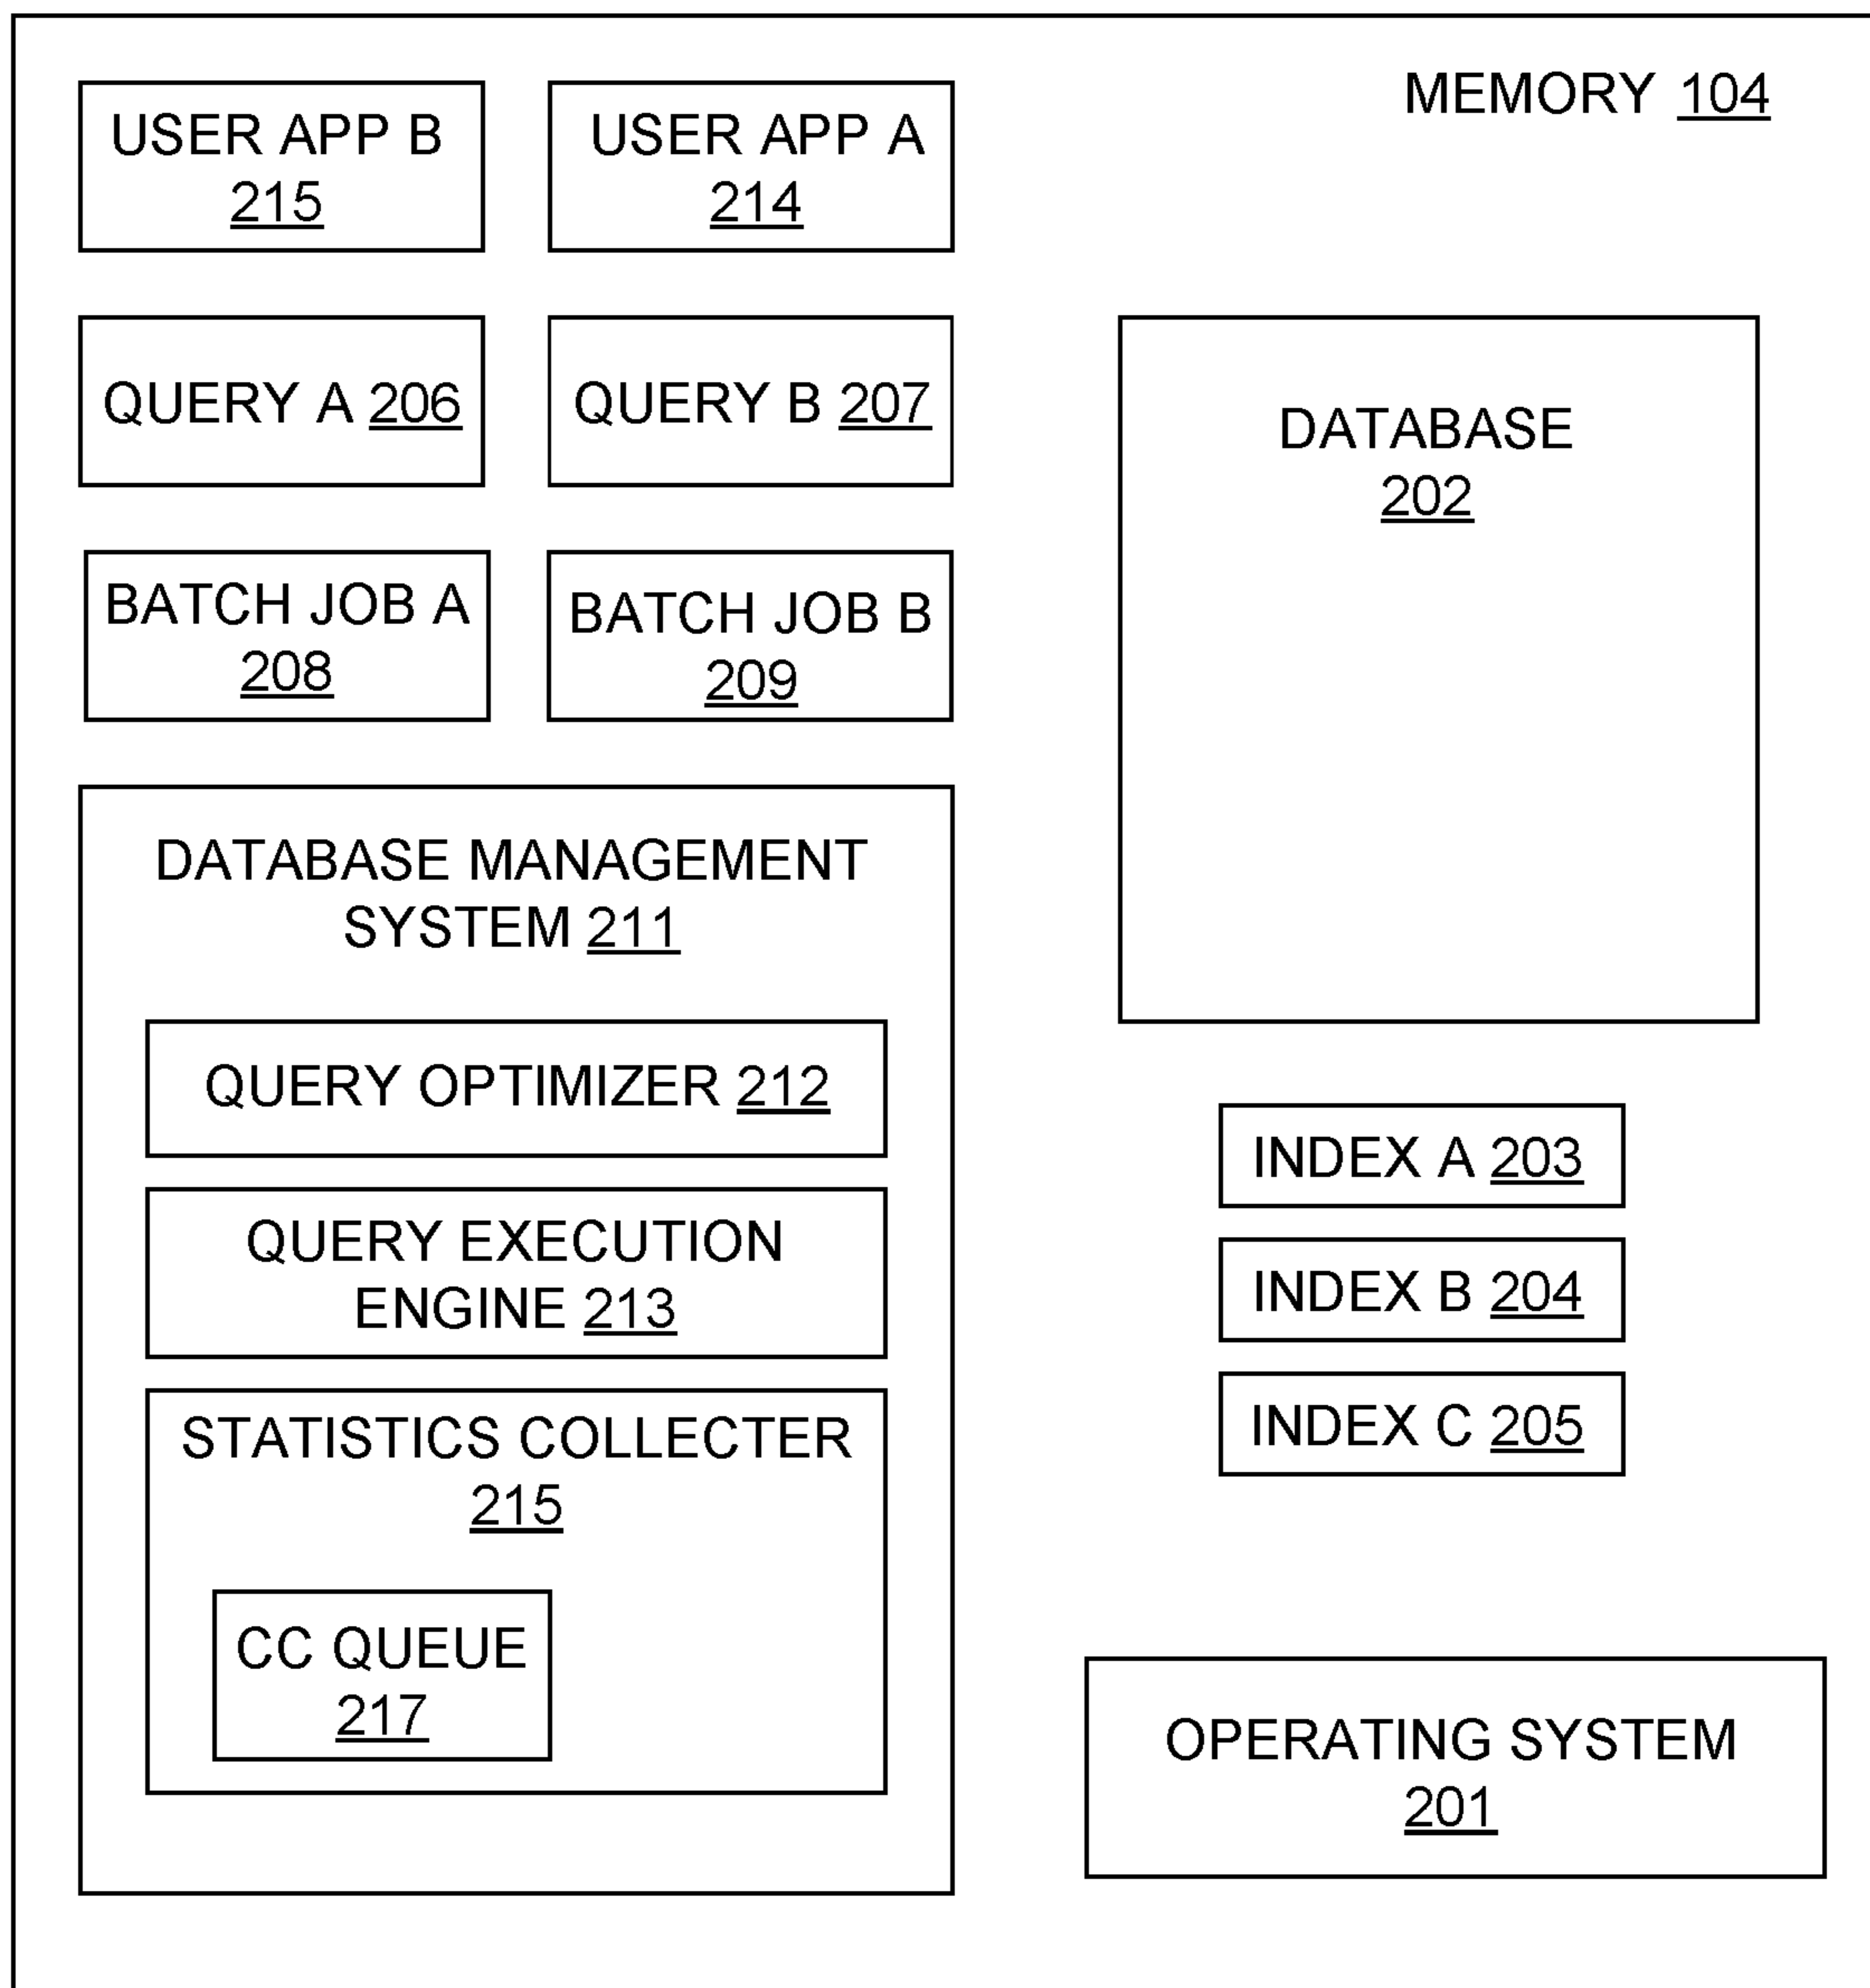 MEMORY 104
USER APP B
215
USER APP A
214
QUERY A 206
QUERY B 207
BATCH JOB A
208
BATCH JOB B
209
DATABASE
202
DATABASE MANAGEMENT
SYSTEM 211
QUERY OPTIMIZER 212
QUERY EXECUTION
ENGINE 213
STATISTICS COLLECTER
215
CC QUEUE
217
INDEX A 203
INDEX B 204
INDEX C 205
OPERATING SYSTEM
201